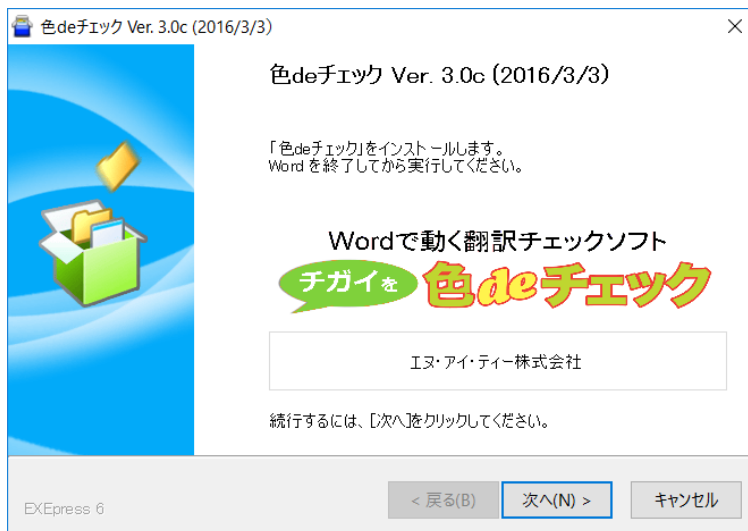 色deチェック Ver. 3.0c (2016/3/3)
色deチェック Ver. 3.0c (2016/3/3)
「色deチェック」をインストールします。
Word を終了してから実行してください。
Wordで動く翻訳チェックソフト
チガイを 色deチェック
エヌ・アイ・ティー株式会社
続行するには、[次へ]をクリックしてください。
EXEpress 6
< 戻る(B) 次へ(N) > キャンセル